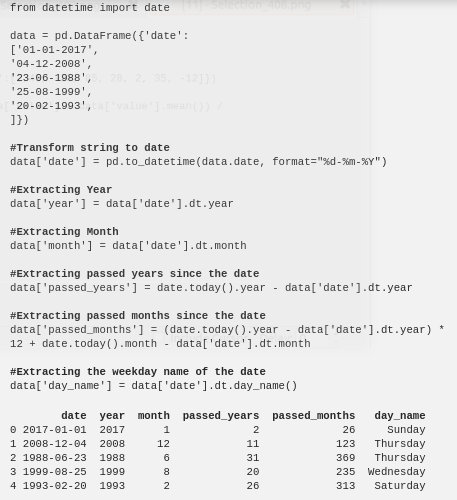 from datetime import date
data = pd.DataFrame({'date':
['01-01-2017',
'04-12-2008',
'23-06-1988',
'25-08-1999',
'20-02-1993',
]})
#Transform string to date
data['date'] = pd.to_datetime(data.date, format="%d-%m-%Y")
#Extracting Year
data['year'] = data['date'].dt.year
#Extracting Month
data['month'] = data['date'].dt.month
#Extracting passed years since the date
data['passed_years'] = date.today().year - data['date'].dt.year
#Extracting passed months since the date
data['passed_months'] = (date.today().year - data['date'].dt.year) *
12 + date.today().month - data['date'].dt.month
#Extracting the weekday name of the date
data['day_name'] = data['date'].dt.day_name()
date year month passed_years passed_months day_name
0 2017-01-01 2017 1 2 26 Sunday
1 2008-12-04 2008 12 11 123 Thursday
2 1988-06-23 1988 6 31 369 Thursday
3 1999-08-25 1999 8 20 235 Wednesday
4 1993-02-20 1993 2 26 313 Saturday